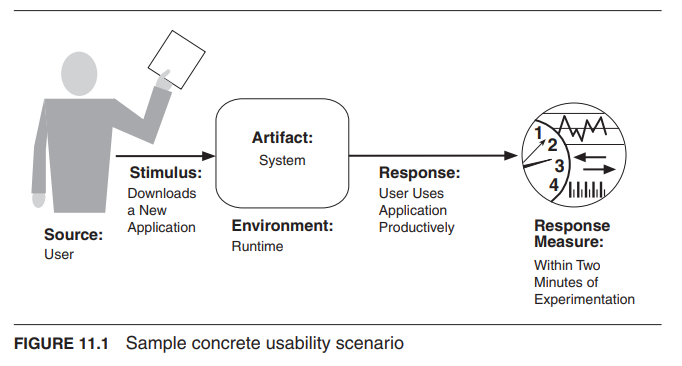 Source:
User
Stimulus:
Downloads
a New
Application
Artifact:
System
Environment:
Runtime
Response:
User Uses
Application
Productively
1
2
3
4
Response
Measure:
Within Two
Minutes of
Experimentation
FIGURE 11.1 Sample concrete usability scenario